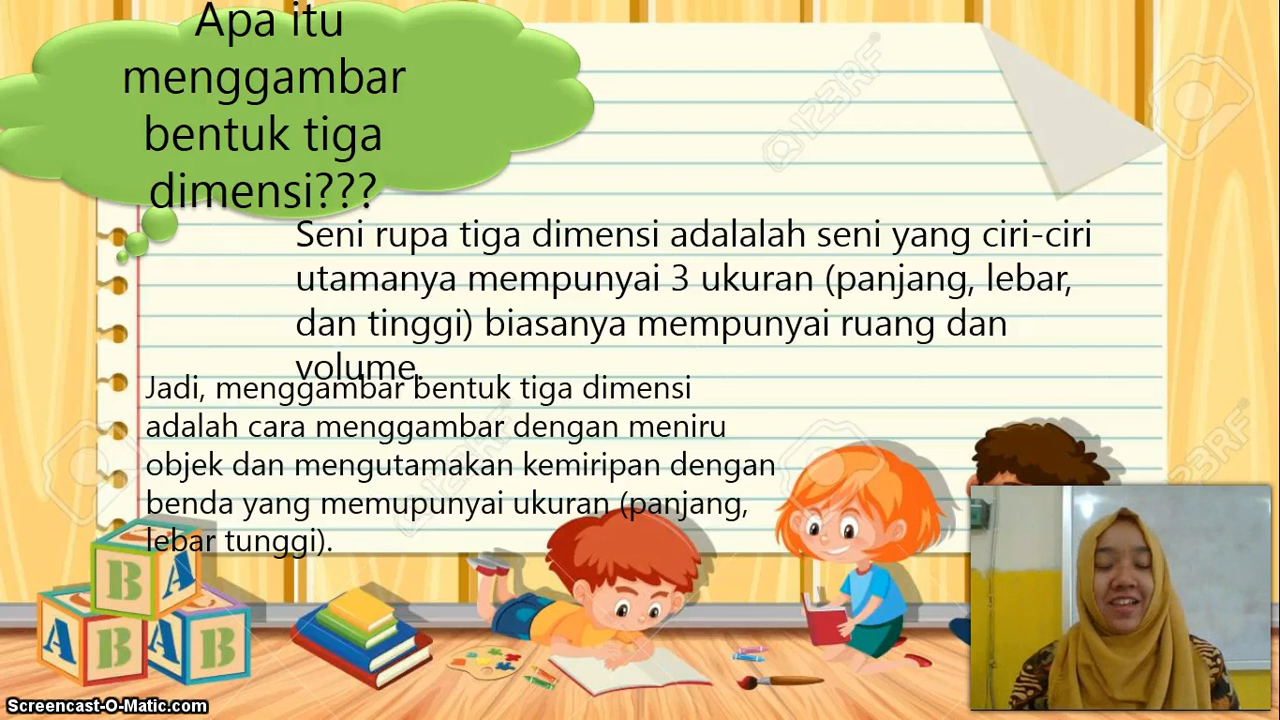 Apa itu
menggambar
bentuk tiga
dimensi???
Seni rupa tiga dimensi adalalah seni yang ciri-ciri
utamanya mempunyai 3 ukuran (panjang, lebar,
dan tinggi) biasanya mempunyai ruang dan
volume.
Jadi, menggambar bentuk tiga dimensi
adalah cara menggambar dengan meniru
objek dan mengutamakan kemiripan dengan
benda yang memupunyai ukuran (panjang,
lebar tunggi).
123RF
123RF
B A
A B A B
Screencast-O-Matic.com